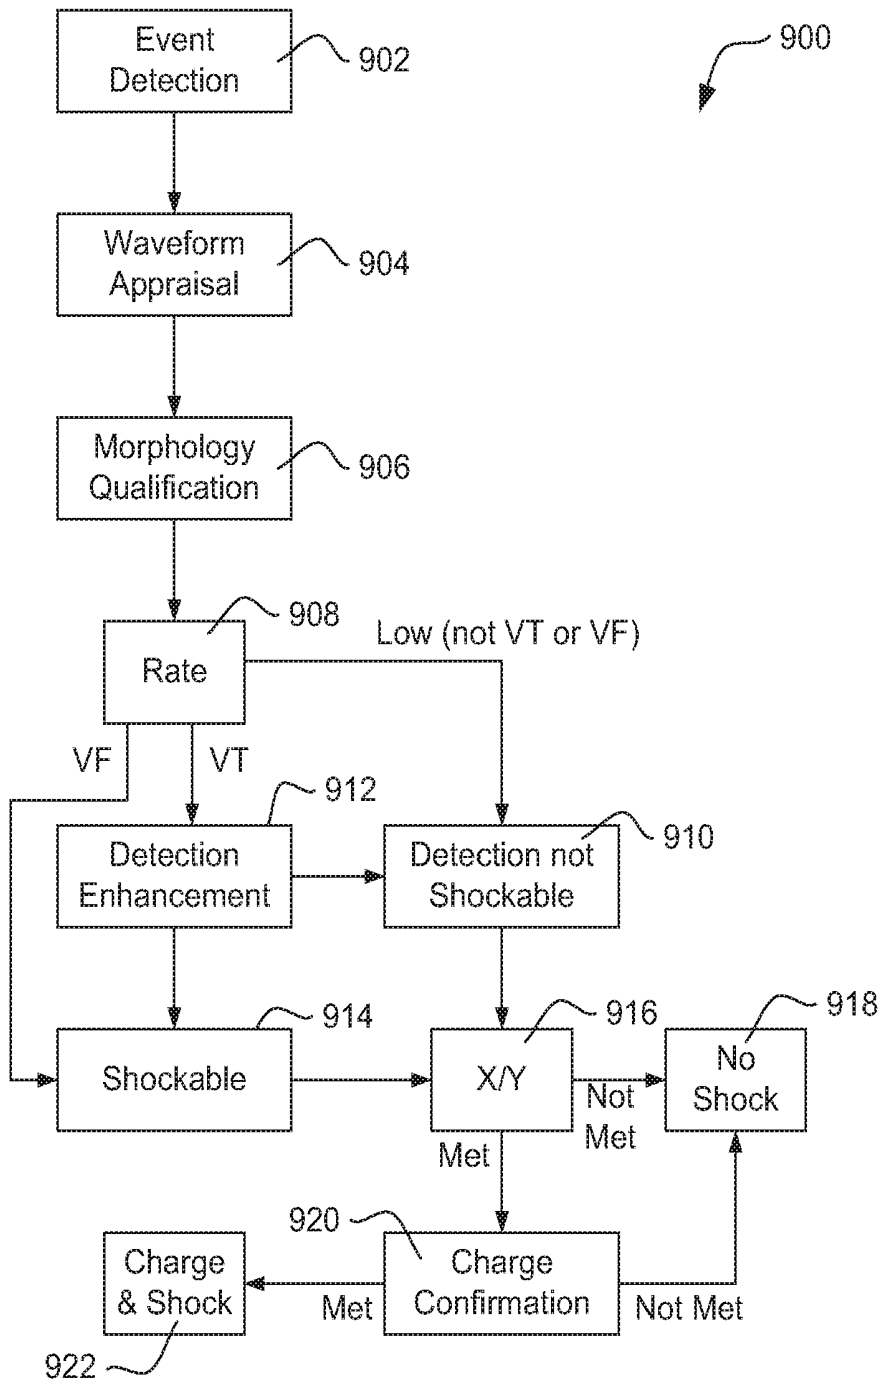 Event
Detection
902
900
Waveform
Appraisal
904
Morphology
Qualification
906
908
Rate
Low (not VT or VF)
VF
VT
912
910
Detection
Enhancement
Detection not
Shockable
914
916
918
Shockable
X/Y
No
Shock
Not
Met
Met
920
Charge
& Shock
Charge
Confirmation
Met
Not Met
922